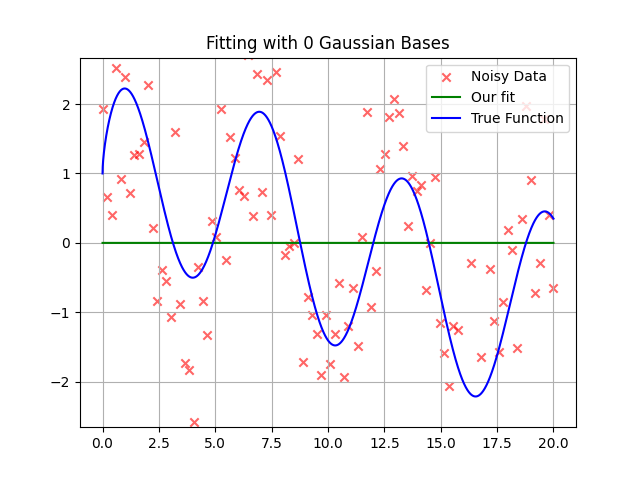 Fitting with 0 Gaussian Bases
Noisy Data
Our fit
True Function
2
1
0
−1
−2
0.0 2.5 5.0 7.5 10.0 12.5 15.0 17.5 20.0